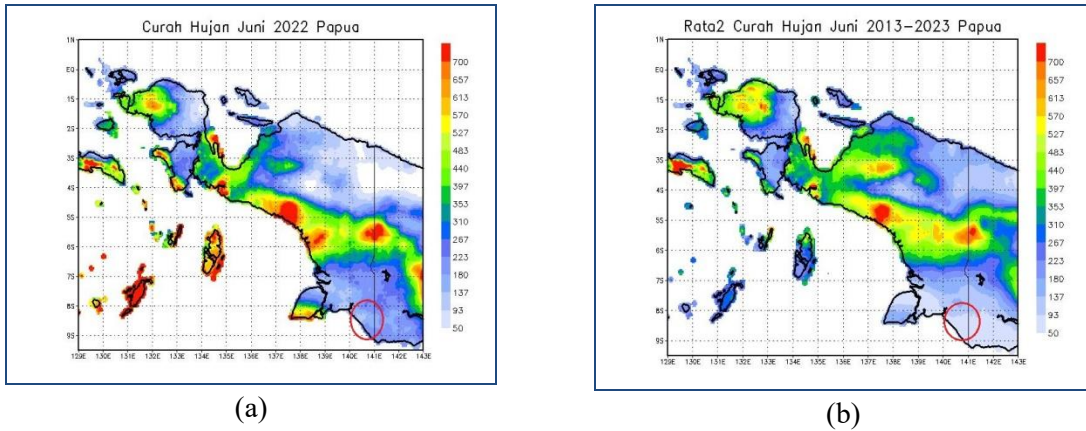 Curah Hujan Juni 2022 Papua
1N
EQ
1S
2S
3S
4S
5S
6S
7S
8S
9S
129E 130E 131E 132E 133E 134E 135E 136E 137E 138E 139E 140E 141E 142E 143E
700
657
613
570
527
483
440
397
353
310
267
223
180
137
93
50
(a)
Rata2 Curah Hujan Juni 2013-2023 Papua
1N
EQ
1S
2S
3S
4S
5S
6S
7S
8S
9S
129E 130E 131E 132E 133E 134E 135E 136E 137E 138E 139E 140E 141E 142E 143E
700
657
613
570
527
483
440
397
353
310
267
223
180
137
93
50
(b)